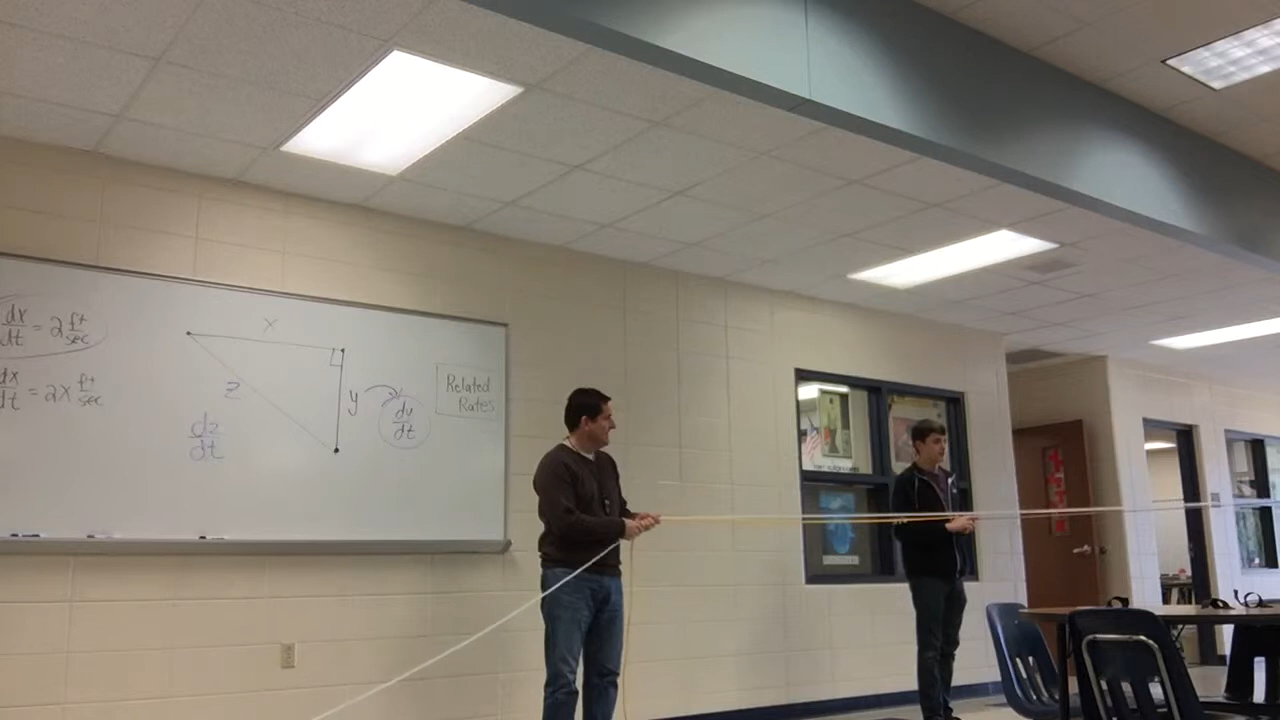 dx/dt = 2 ft/sec
dx/dt = 2x ft/sec
x
z
y
dz/dt
dy/dt
Related
Rates